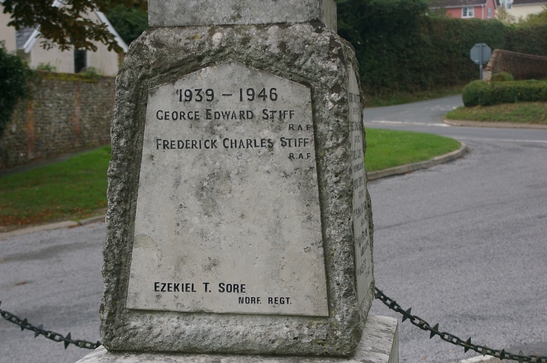 1939 – 1946
GEORGE EDWARD STIFF
R.A.F.
FREDERICK CHARLES STIFF
R.A.F.
EZEKIEL T. SORE
NORF. REGT.